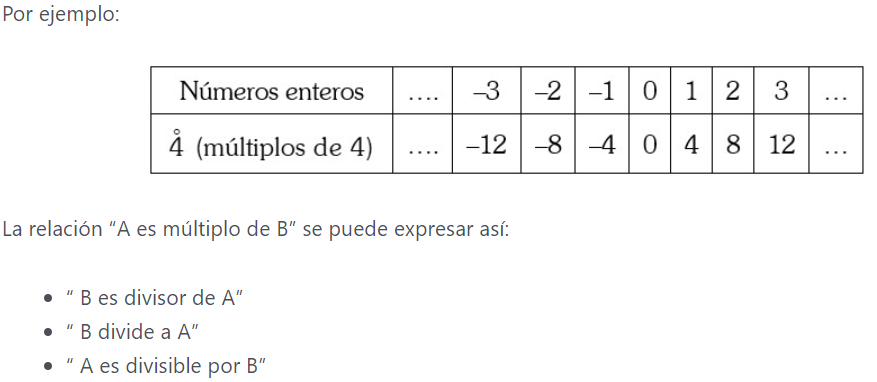 Por ejemplo:
Números enteros .... –3 –2 –1 0 1 2 3 ...
4̊ (múltiplos de 4) .... –12 –8 –4 0 4 8 12 ...
La relación “A es múltiplo de B” se puede expresar así:
• “ B es divisor de A”
• “ B divide a A”
• “ A es divisible por B”